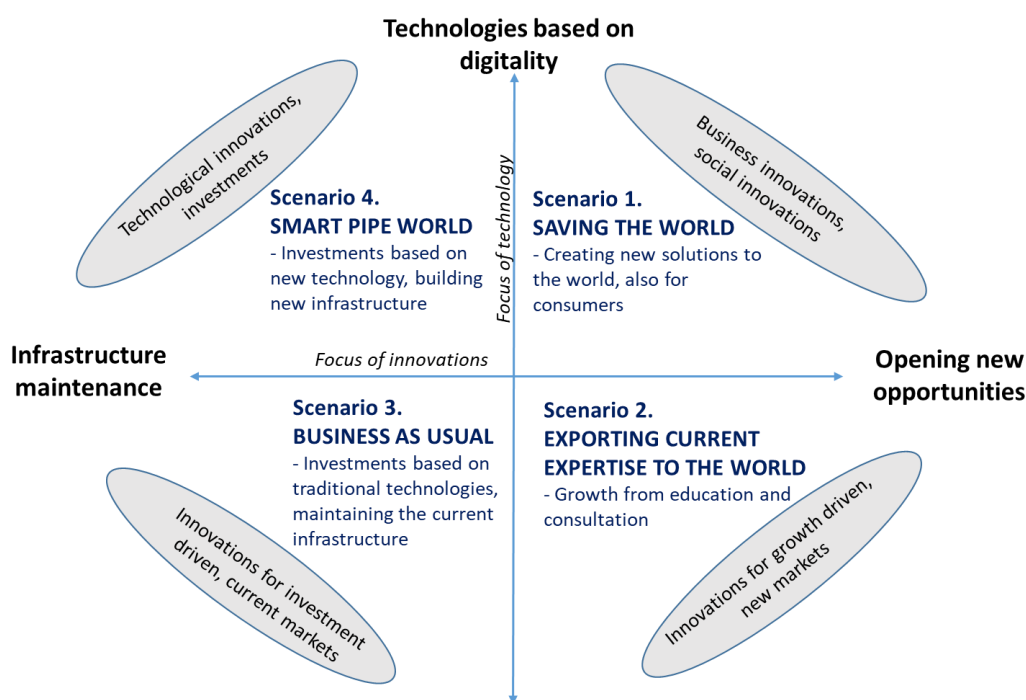 Technologies based on
digitality
Technological innovations,
investments
Business innovations,
social innovations
Focus of technology
Scenario 4.
SMART PIPE WORLD
- Investments based on
new technology, building
new infrastructure
Scenario 1.
SAVING THE WORLD
- Creating new solutions to
the world, also for
consumers
Infrastructure
maintenance
Focus of innovations
Opening new
opportunities
Scenario 3.
BUSINESS AS USUAL
- Investments based on
traditional technologies,
maintaining the current
infrastructure
Scenario 2.
EXPORTING CURRENT
EXPERTISE TO THE WORLD
- Growth from education and
consultation
Innovations for investment
driven, current markets
Innovations for growth driven,
new markets